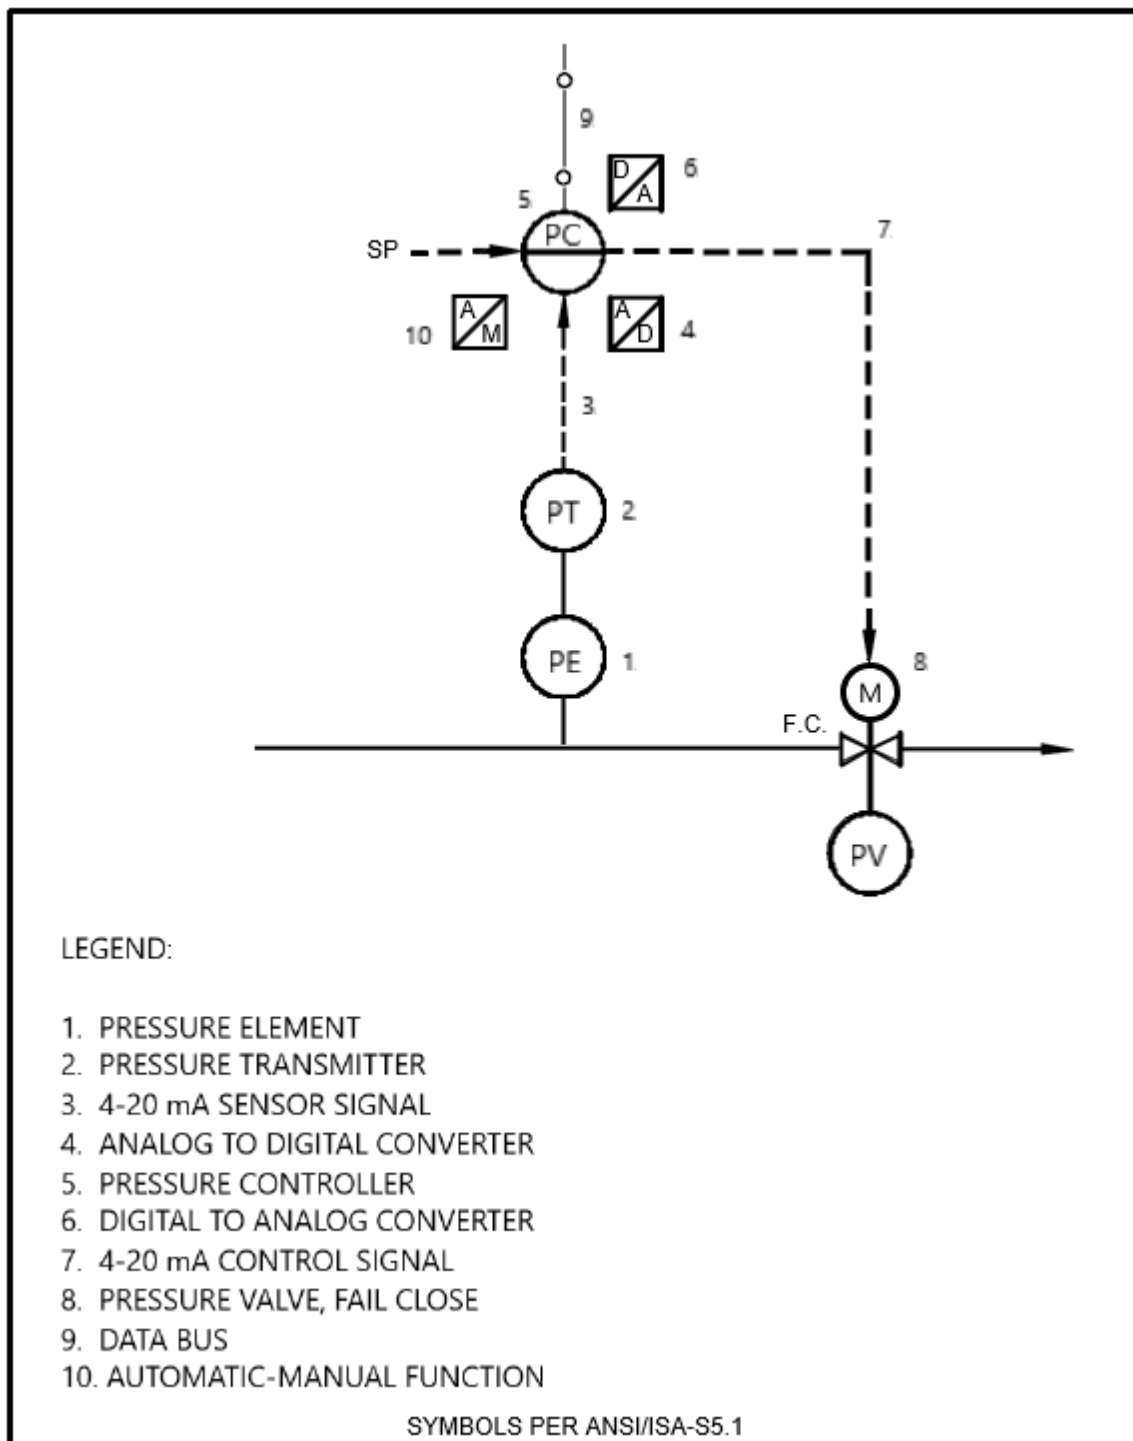 9
D
A
6
5
PC
7
SP
A
M
10
A
D
4
3
PT
2
PE
1
M
8
F.C.
PV
LEGEND:
1. PRESSURE ELEMENT
2. PRESSURE TRANSMITTER
3. 4-20 mA SENSOR SIGNAL
4. ANALOG TO DIGITAL CONVERTER
5. PRESSURE CONTROLLER
6. DIGITAL TO ANALOG CONVERTER
7. 4-20 mA CONTROL SIGNAL
8. PRESSURE VALVE, FAIL CLOSE
9. DATA BUS
10. AUTOMATIC-MANUAL FUNCTION
SYMBOLS PER ANSI/ISA-S5.1